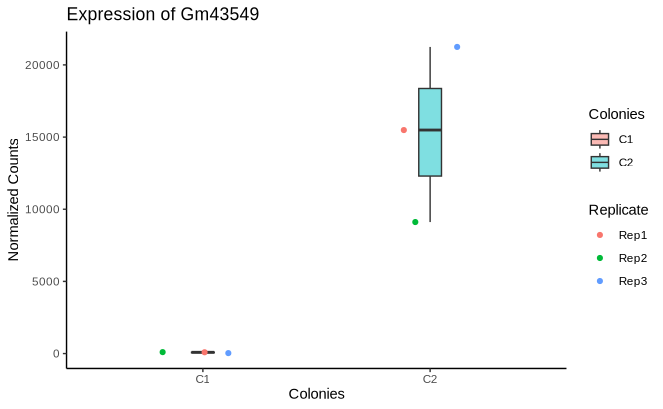 Expression of Gm43549
Normalized Counts
20000
15000
10000
5000
0
C1
C2
Colonies
Colonies
C1
C2
Replicate
Rep1
Rep2
Rep3